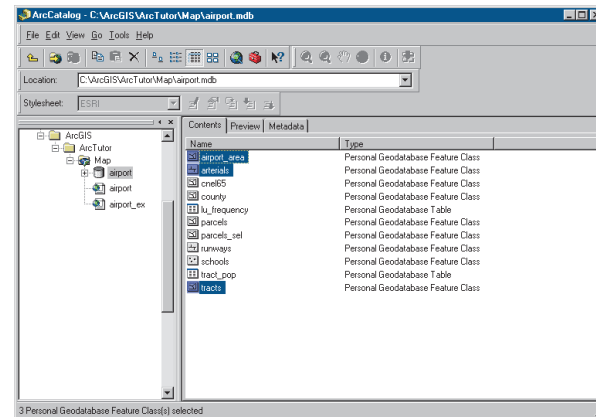 ArcCatalog - C:\ArcGIS\ArcTutor\Map\airport.mdb
File Edit View Go Tools Help
Location: C:\ArcGIS\ArcTutor\Map\airport.mdb
Stylesheet: ESRI
ArcGIS
ArcTutor
Map
airport
airport
airport_ex
Contents Preview Metadata
Name Type
airport_area Personal Geodatabase Feature Class
arterials Personal Geodatabase Feature Class
cnel65 Personal Geodatabase Feature Class
county Personal Geodatabase Feature Class
lu_frequency Personal Geodatabase Table
parcels Personal Geodatabase Feature Class
parcels_sel Personal Geodatabase Feature Class
runways Personal Geodatabase Feature Class
schools Personal Geodatabase Feature Class
tract_pop Personal Geodatabase Table
tracts Personal Geodatabase Feature Class
3 Personal Geodatabase Feature Class(s) selected